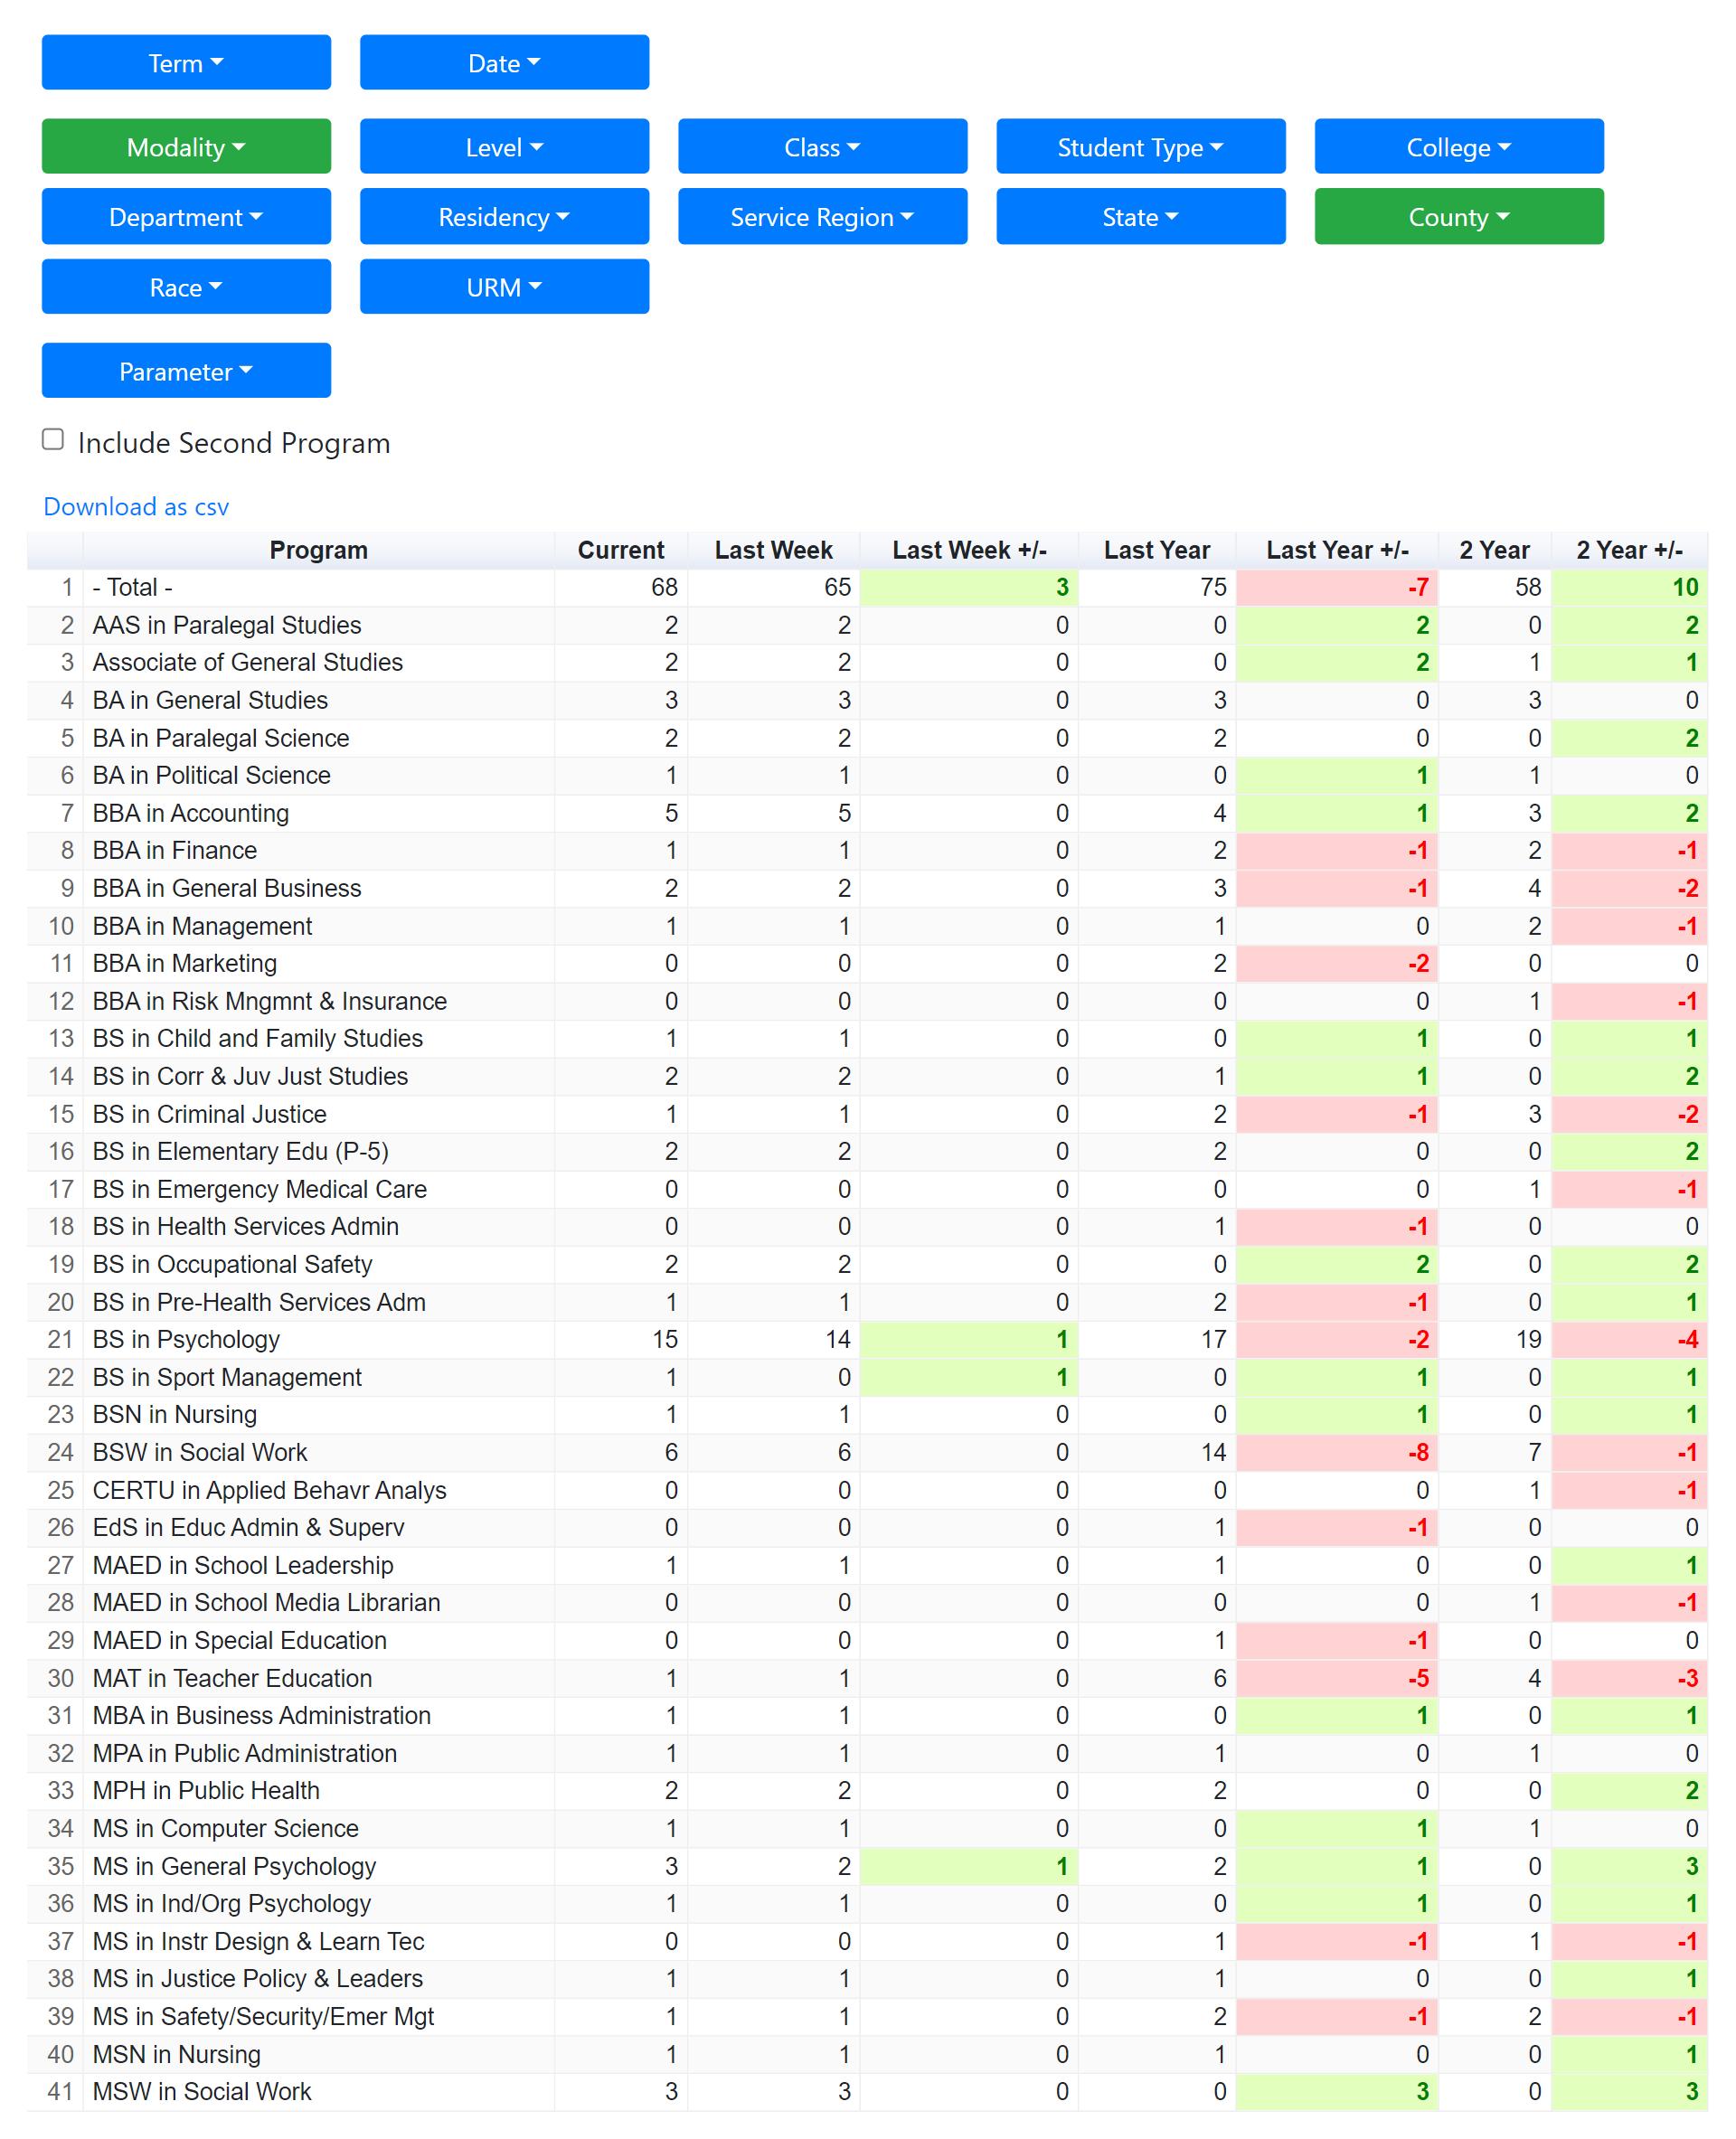 Term Date
Modality Level Class Student Type College
Department Residency Service Region State County
Race URM
Parameter
Include Second Program
Download as csv
Program Current Last Week Last Week +/- Last Year Last Year +/- 2 Year 2 Year +/-
1 - Total - 68 65 3 75 -7 58 10
2 AAS in Paralegal Studies 2 2 0 0 2 0 2
3 Associate of General Studies 2 2 0 0 2 1 1
4 BA in General Studies 3 3 0 3 0 3 0
5 BA in Paralegal Science 2 2 0 2 0 0 2
6 BA in Political Science 1 1 0 0 1 1 0
7 BBA in Accounting 5 5 0 4 1 3 2
8 BBA in Finance 1 1 0 2 -1 2 -1
9 BBA in General Business 2 2 0 3 -1 4 -2
10 BBA in Management 1 1 0 1 0 2 -1
11 BBA in Marketing 0 0 0 2 -2 0 0
12 BBA in Risk Mngmnt & Insurance 0 0 0 0 0 1 -1
13 BS in Child and Family Studies 1 1 0 0 1 0 1
14 BS in Corr & Juv Just Studies 2 2 0 1 1 0 2
15 BS in Criminal Justice 1 1 0 2 -1 3 -2
16 BS in Elementary Edu (P-5) 2 2 0 2 0 0 2
17 BS in Emergency Medical Care 0 0 0 0 0 1 -1
18 BS in Health Services Admin 0 0 0 1 -1 0 0
19 BS in Occupational Safety 2 2 0 0 2 0 2
20 BS in Pre-Health Services Adm 1 1 0 2 -1 0 1
21 BS in Psychology 15 14 1 17 -2 19 -4
22 BS in Sport Management 1 0 1 0 1 0 1
23 BSN in Nursing 1 1 0 0 1 0 1
24 BSW in Social Work 6 6 0 14 -8 7 -1
25 CERTU in Applied Behavr Analys 0 0 0 0 0 1 -1
26 EdS in Educ Admin & Superv 0 0 0 1 -1 0 0
27 MAED in School Leadership 1 1 0 1 0 0 1
28 MAED in School Media Librarian 0 0 0 0 0 1 -1
29 MAED in Special Education 0 0 0 1 -1 0 0
30 MAT in Teacher Education 1 1 0 6 -5 4 -3
31 MBA in Business Administration 1 1 0 0 1 0 1
32 MPA in Public Administration 1 1 0 1 0 1 0
33 MPH in Public Health 2 2 0 2 0 0 2
34 MS in Computer Science 1 1 0 0 1 1 0
35 MS in General Psychology 3 2 1 2 1 0 3
36 MS in Ind/Org Psychology 1 1 0 0 1 0 1
37 MS in Instr Design & Learn Tec 0 0 0 1 -1 1 -1
38 MS in Justice Policy & Leaders 1 1 0 1 0 0 1
39 MS in Safety/Security/Emer Mgt 1 1 0 2 -1 2 -1
40 MSN in Nursing 1 1 0 1 0 0 1
41 MSW in Social Work 3 3 0 0 3 0 3